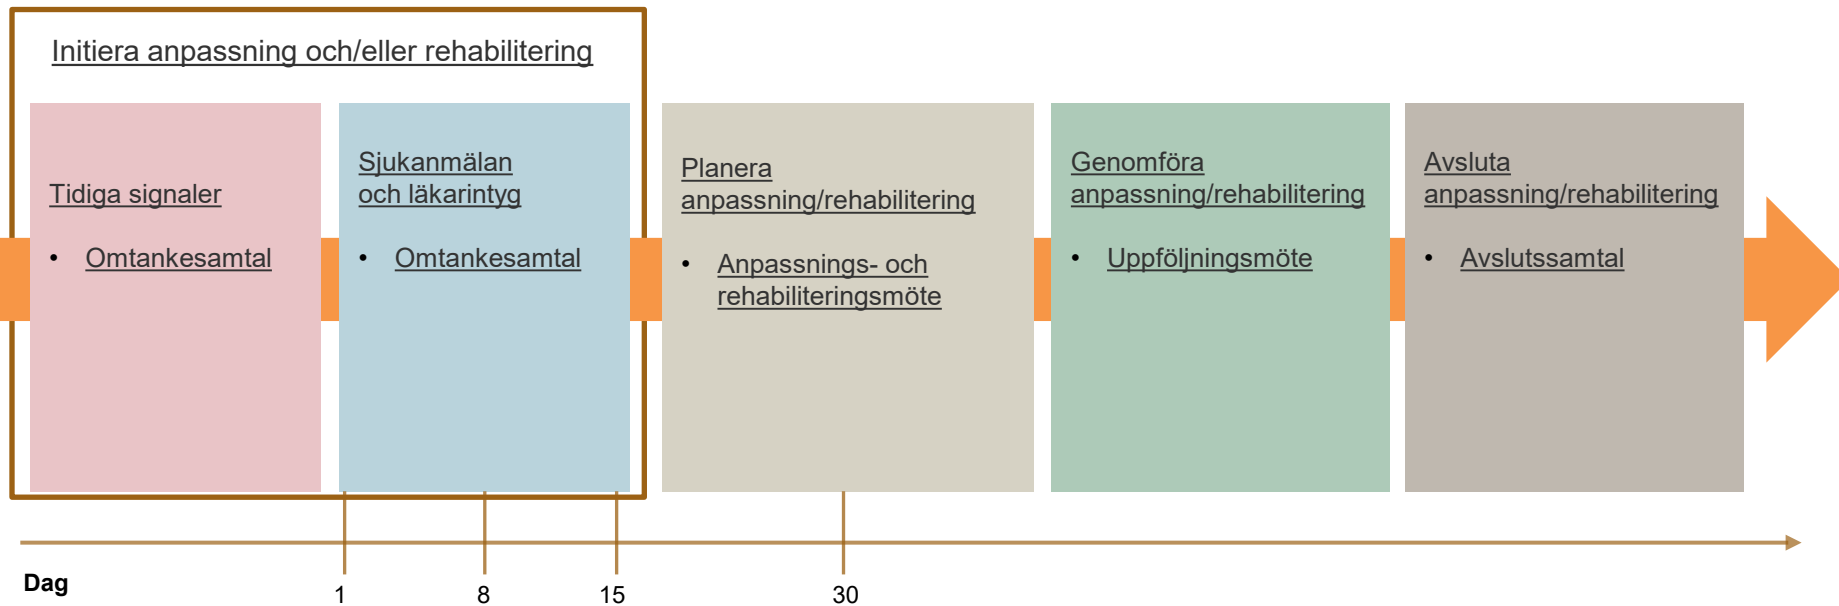 Initiera anpassning och/eller rehabilitering
Tidiga signaler
• Omtankesamtal
Sjukanmälan
och läkarintyg
• Omtankesamtal
Planera
anpassning/rehabilitering
• Anpassnings- och
rehabiliteringsmöte
Genomföra
anpassning/rehabilitering
• Uppföljningsmöte
Avsluta
anpassning/rehabilitering
• Avslutssamtal
Dag
1
8
15
30